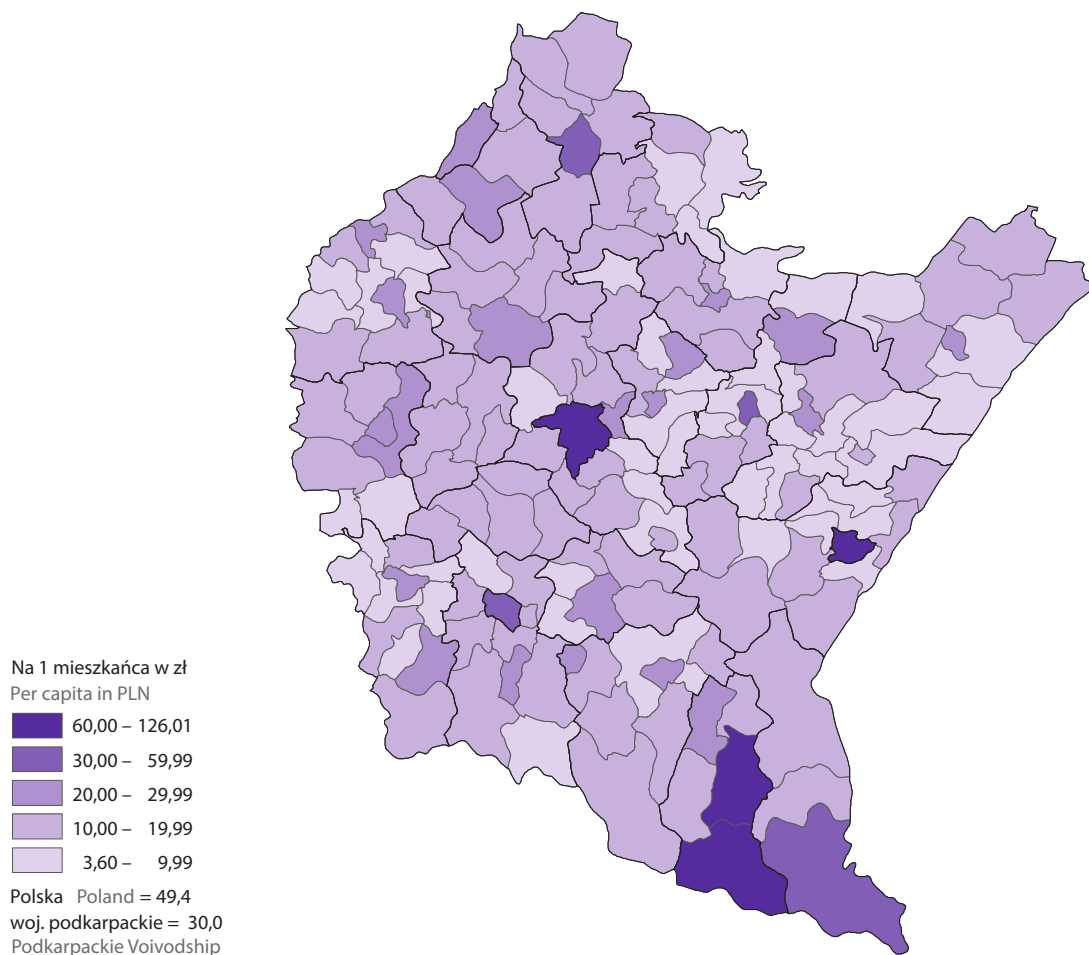 Na 1 mieszkańca w zł
Per capita in PLN
60,00 – 126,01
30,00 – 59,99
20,00 – 29,99
10,00 – 19,99
3,60 – 9,99
Polska Poland = 49,4
woj. podkarpackie = 30,0
Podkarpackie Voivodship